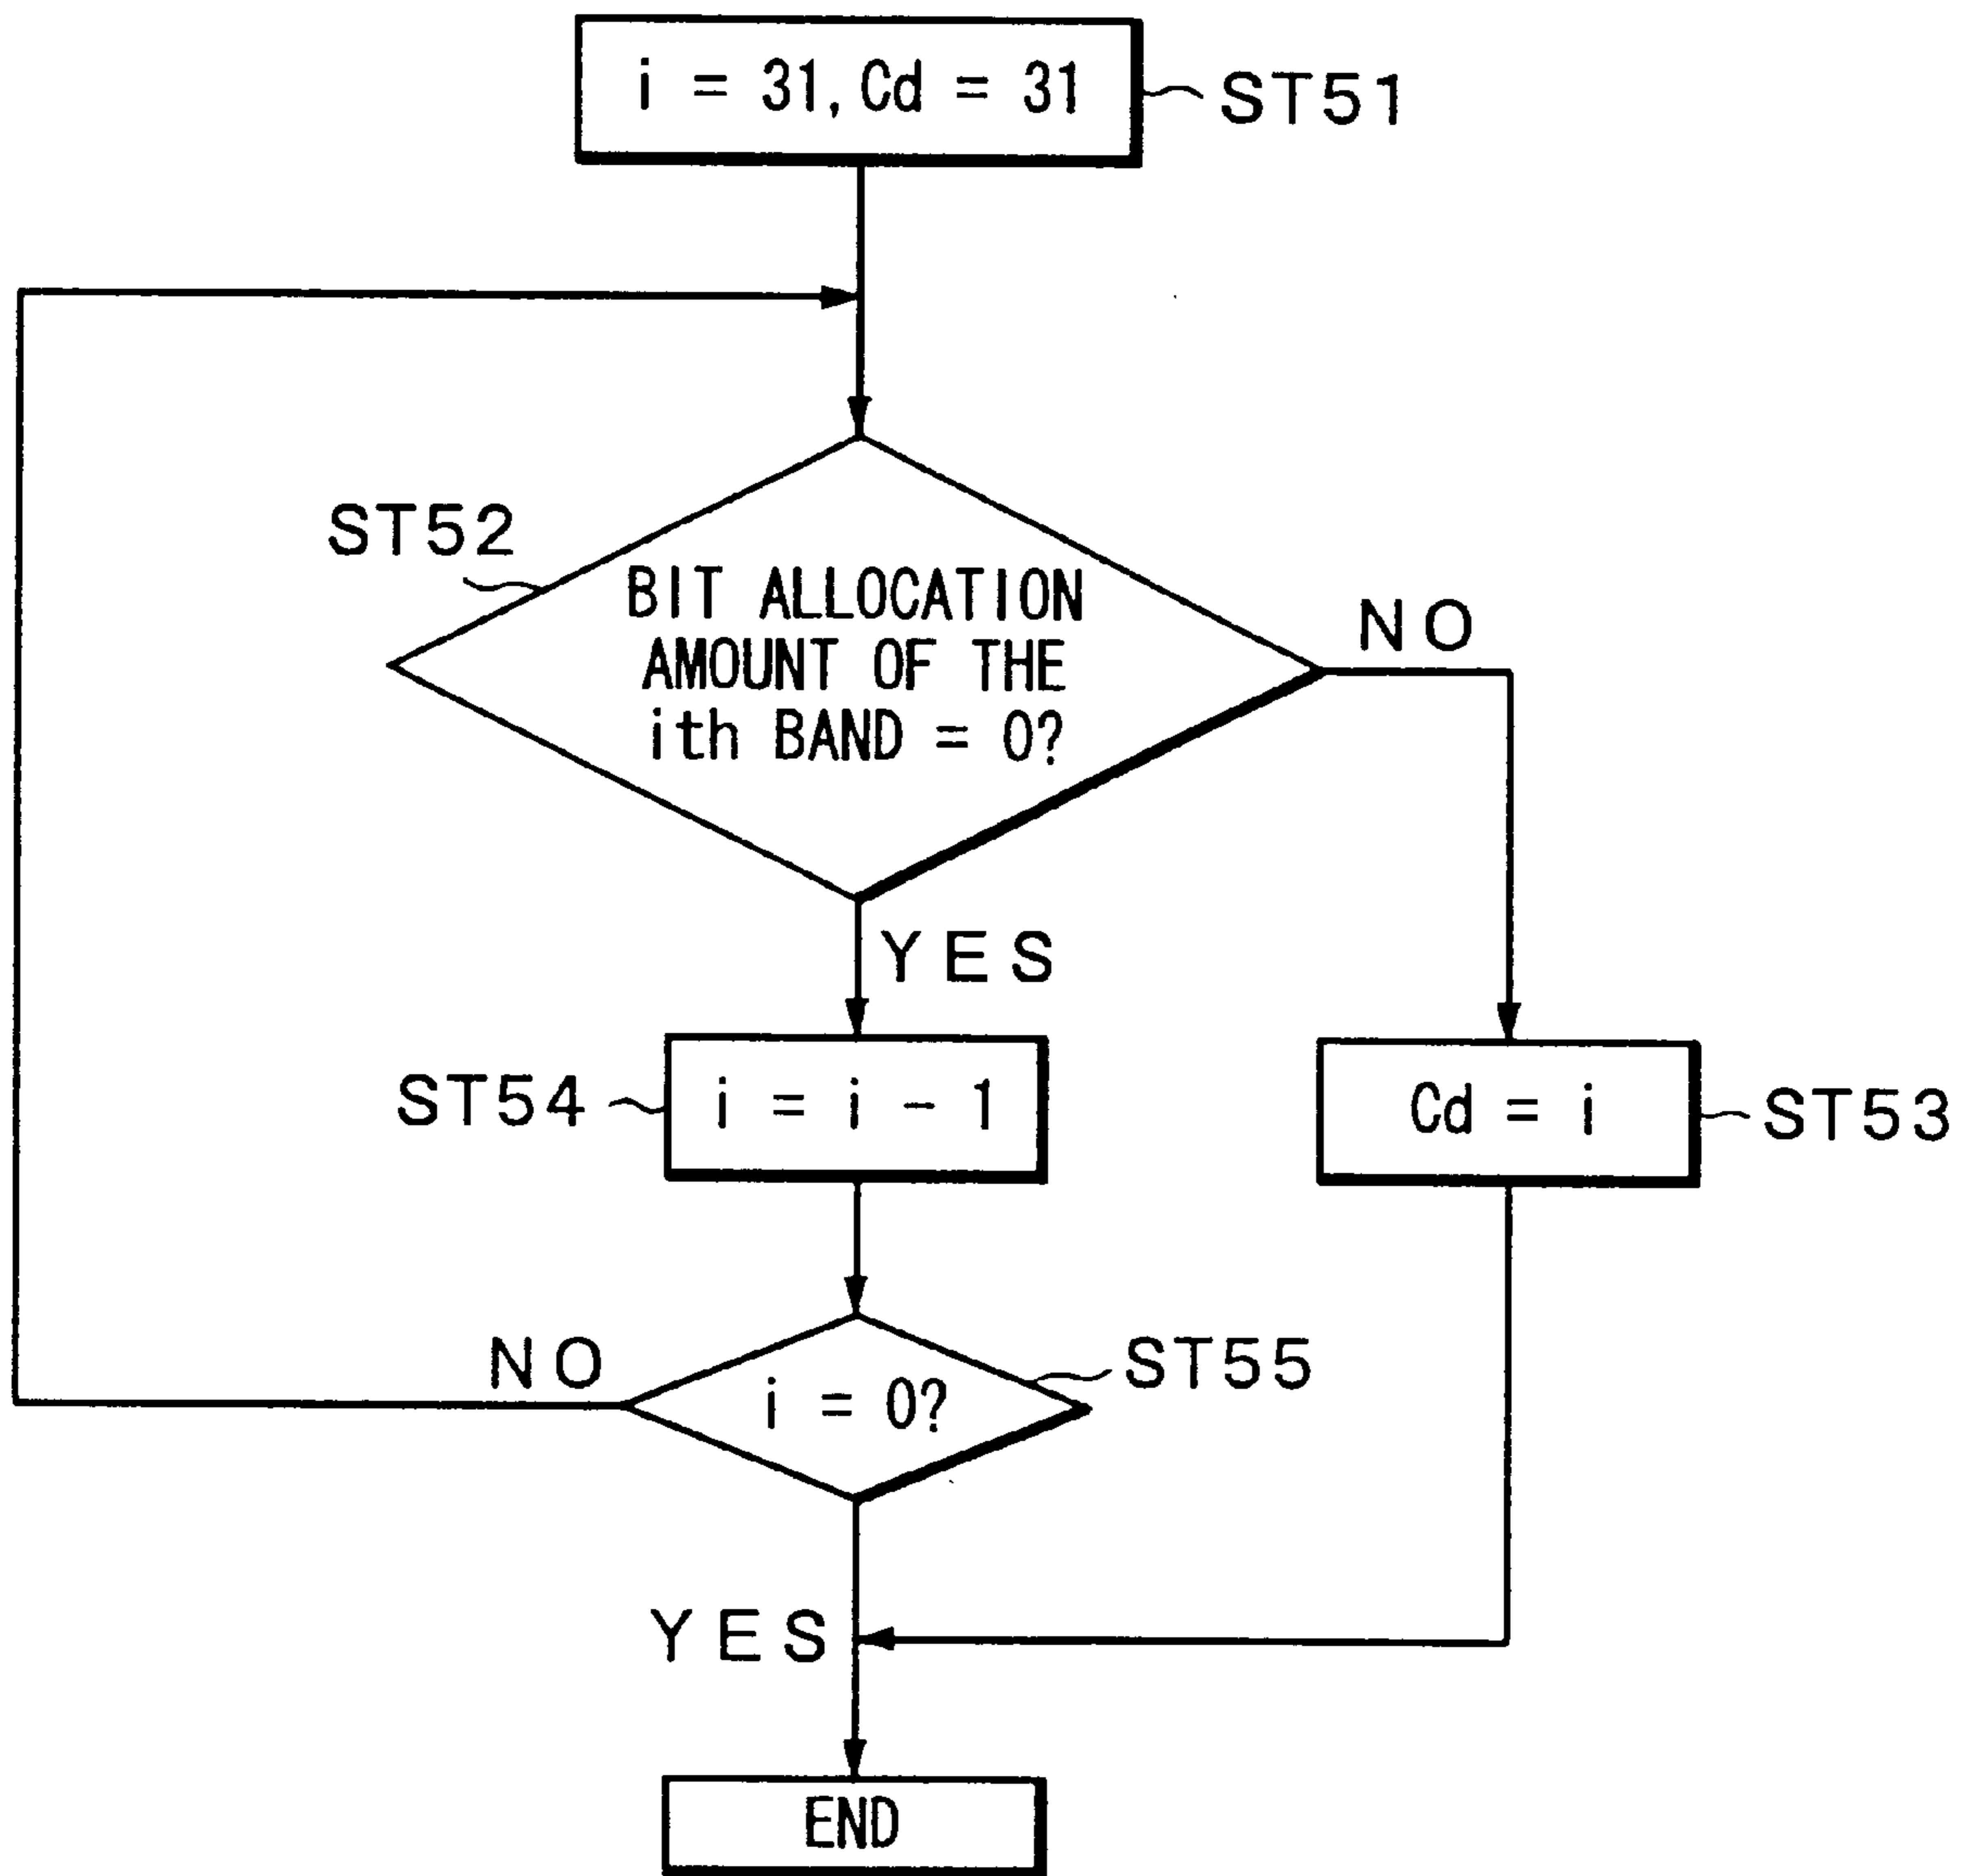 i = 31, Cd = 31
ST51
ST52
BIT ALLOCATION
AMOUNT OF THE
ith BAND = 0?
NO
YES
ST54
i = i - 1
Cd = i
ST53
NO
i = 0?
ST55
YES
END